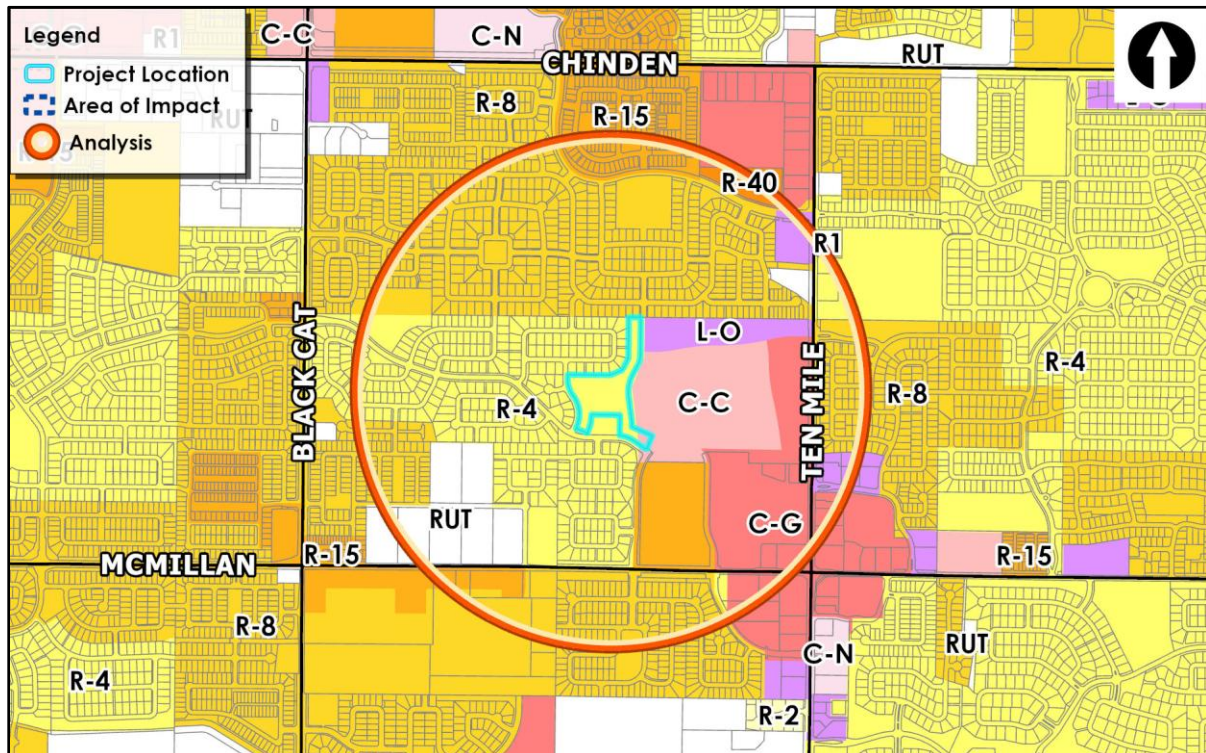 Legend
Project Location
Area of Impact
Analysis
R1
C-C
C-N
CHINDEN
RUT
R-8
RUT
R-15
R-40
R1
L-O
BLACK CAT
TEN MILE
R-4
R-4
C-C
R-8
RUT
C-G
R-15
R-15
MCMILLAN
R-8
R-4
C-N
RUT
R-2